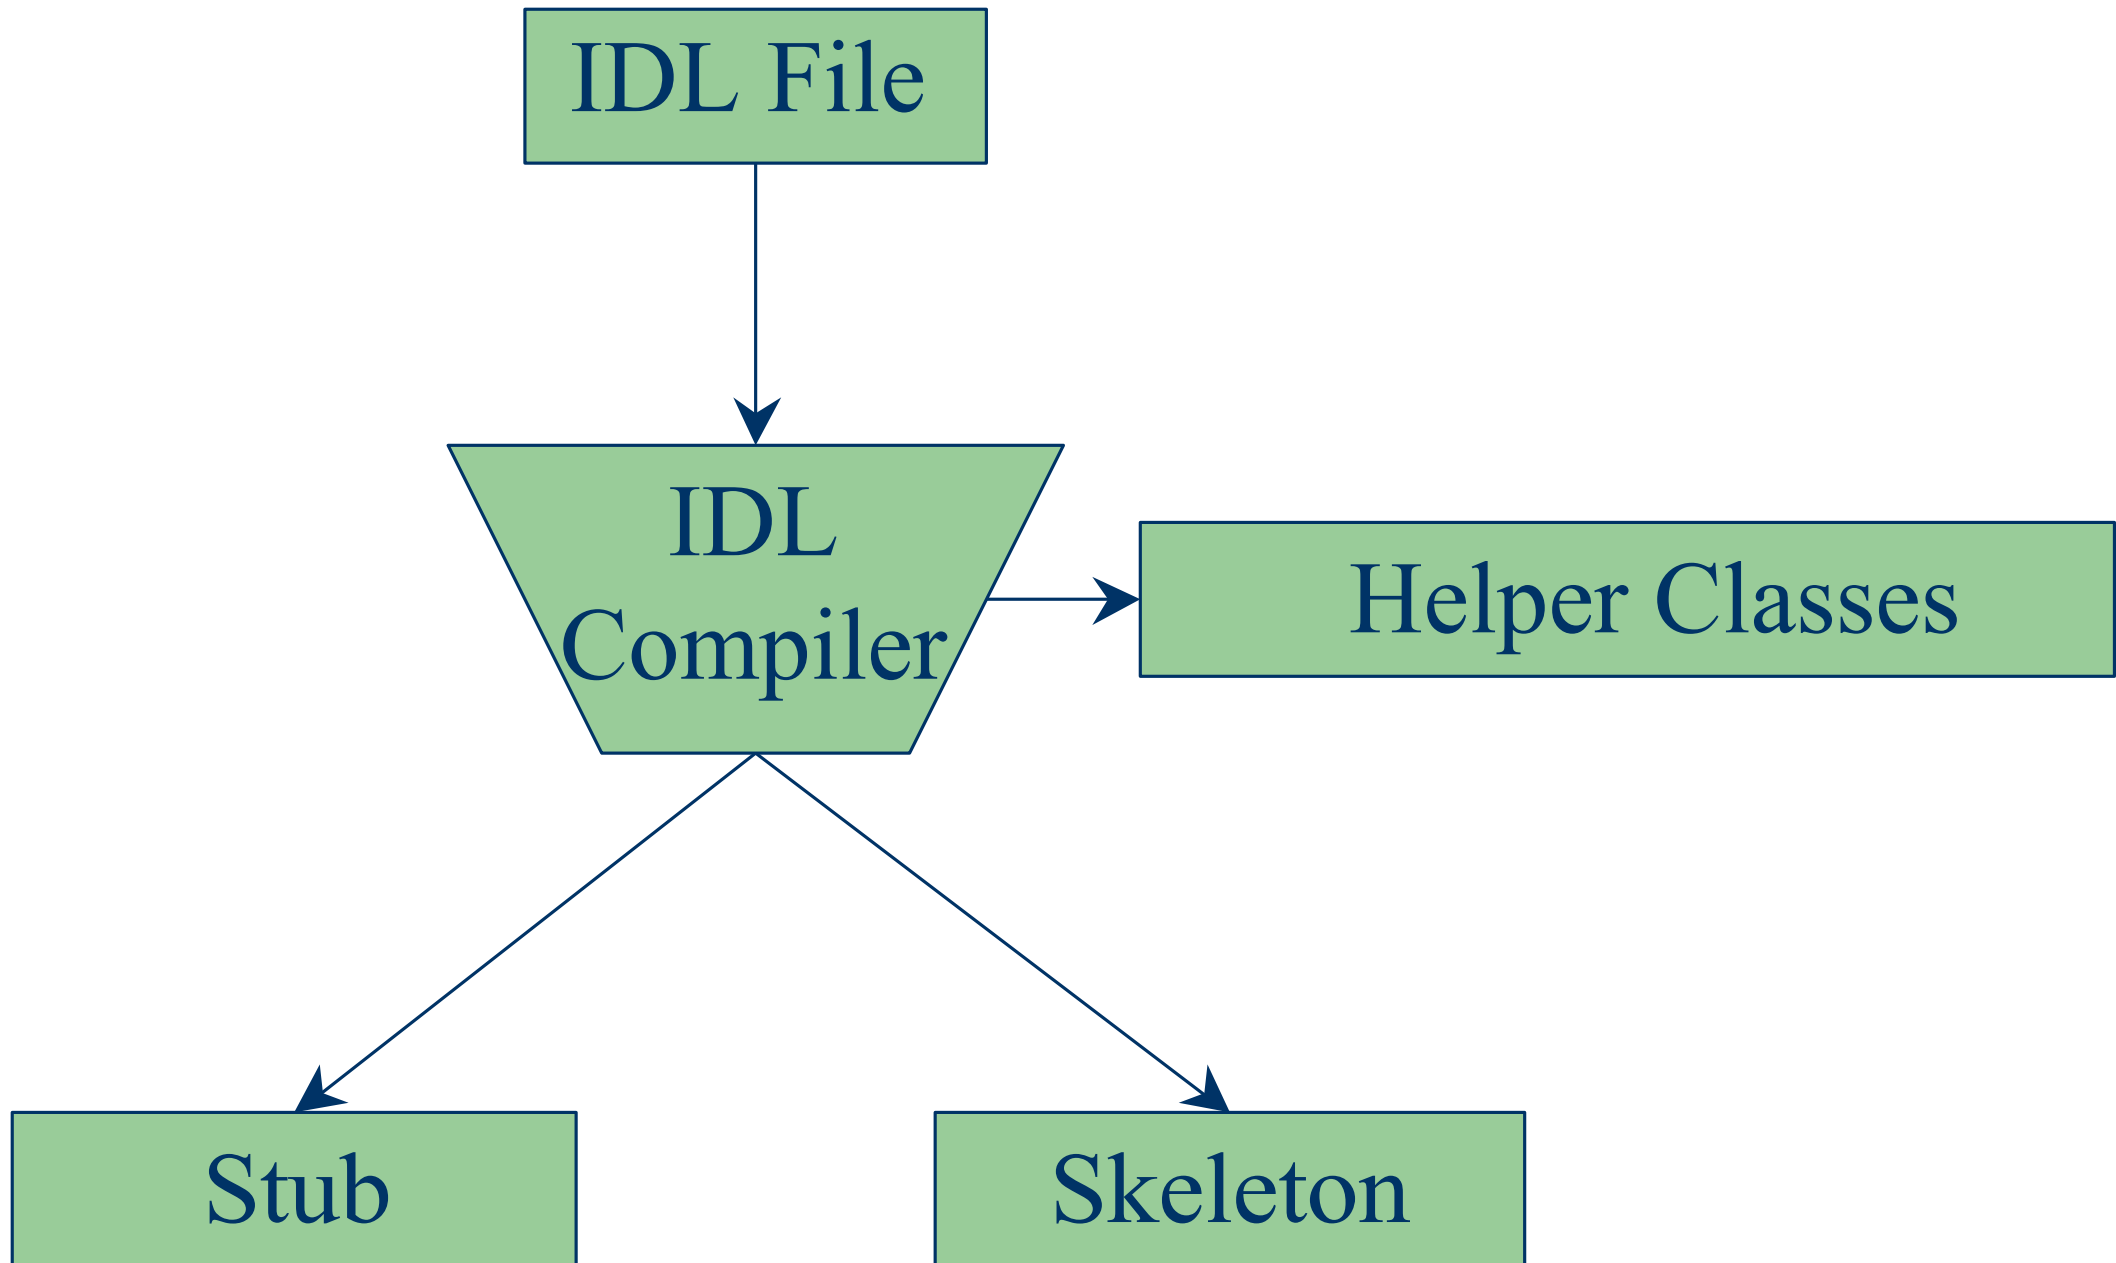 IDL File
IDL
Compiler
Helper Classes
Stub
Skeleton